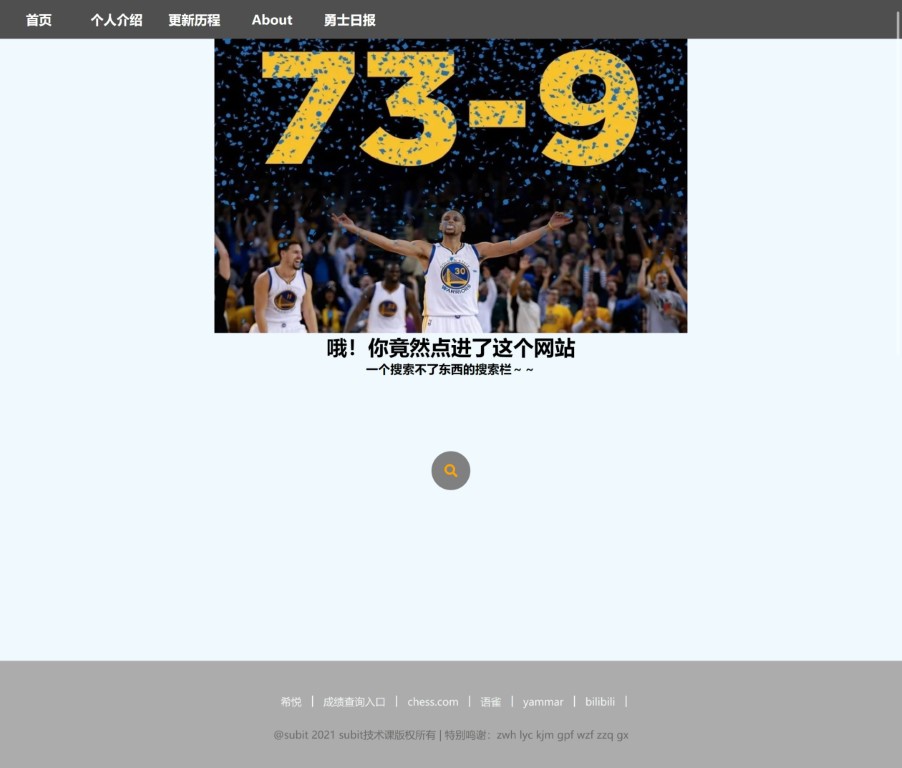 首页 个人介绍 更新历程 About 勇士日报
73-9
30
WARRIORS
11
哦！你竟然点进了这个网站
一个搜索不了东西的搜索栏～～
希悦 | 成绩查询入口 | chess.com | 语雀 | yammar | bilibili |
@subit 2021 subit技术课版权所有 | 特别鸣谢：zwh lyc kjm gpf wzf zzq gx